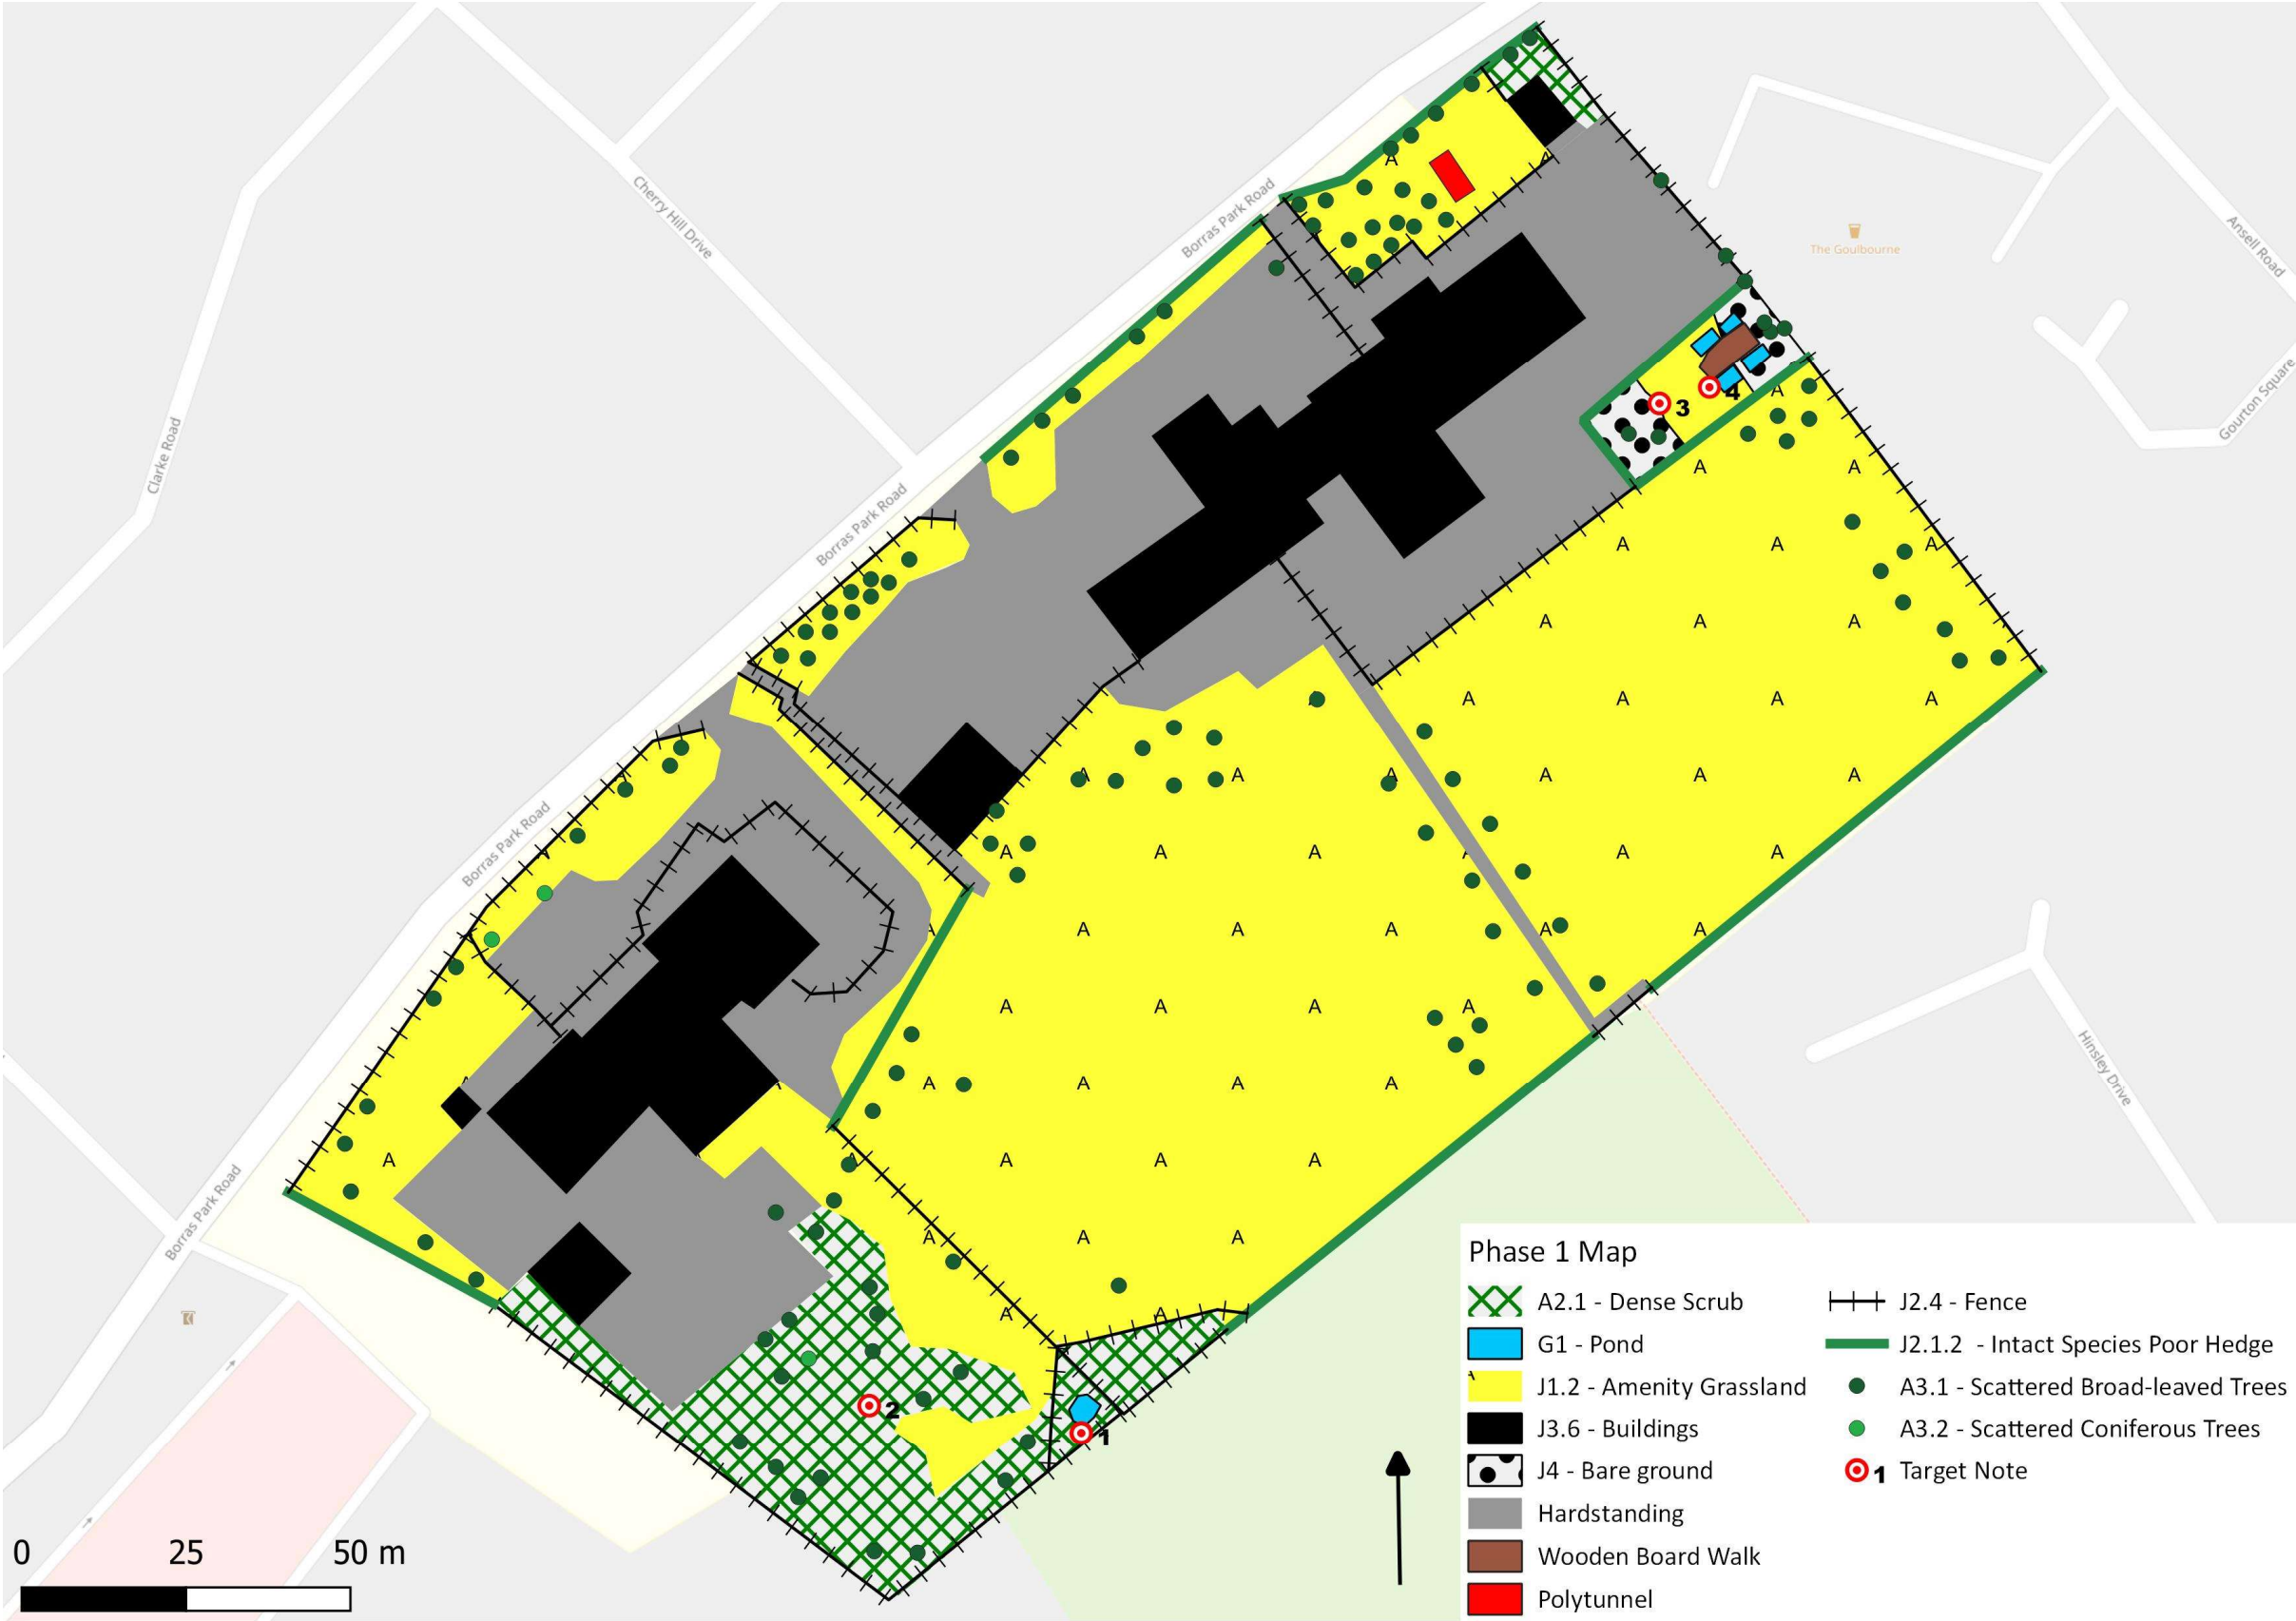 Borras Park Road
Cherry Hill Drive
Ansell Road
The Goulbourne
Gourton Square
Clarke Road
Borras Park Road
Borras Park Road
Borras Park Road
Hinsley Drive
A
3
4
2
1
0 25 50 m
Phase 1 Map
A2.1 - Dense Scrub
G1 - Pond
J1.2 - Amenity Grassland
J3.6 - Buildings
J4 - Bare ground
Hardstanding
Wooden Board Walk
Polytunnel
J2.4 - Fence
J2.1.2 - Intact Species Poor Hedge
A3.1 - Scattered Broad-leaved Trees
A3.2 - Scattered Coniferous Trees
1 Target Note